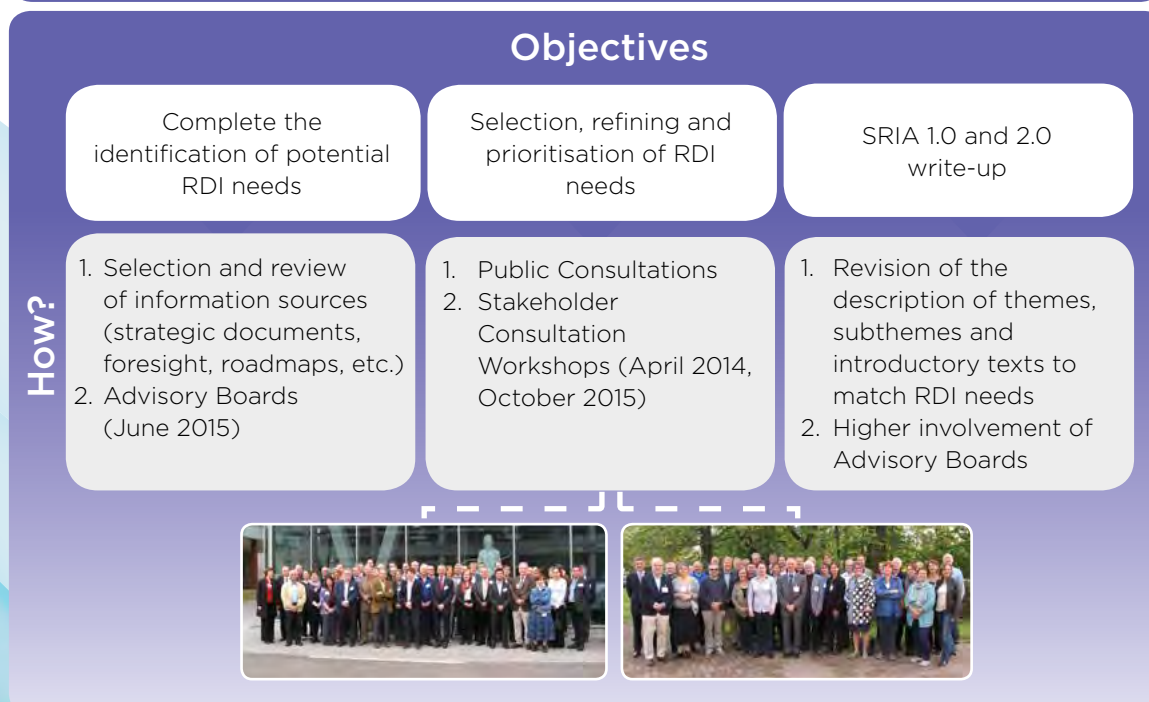 Objectives
Complete the
identification of potential
RDI needs
Selection, refining and
prioritisation of RDI
needs
SRIA 1.0 and 2.0
write-up
How?
1. Selection and review
of information sources
(strategic documents,
foresight, roadmaps, etc.)
2. Advisory Boards
(June 2015)
1. Public Consultations
2. Stakeholder
Consultation
Workshops (April 2014,
October 2015)
1. Revision of the
description of themes,
subthemes and
introductory texts to
match RDI needs
2. Higher involvement of
Advisory Boards